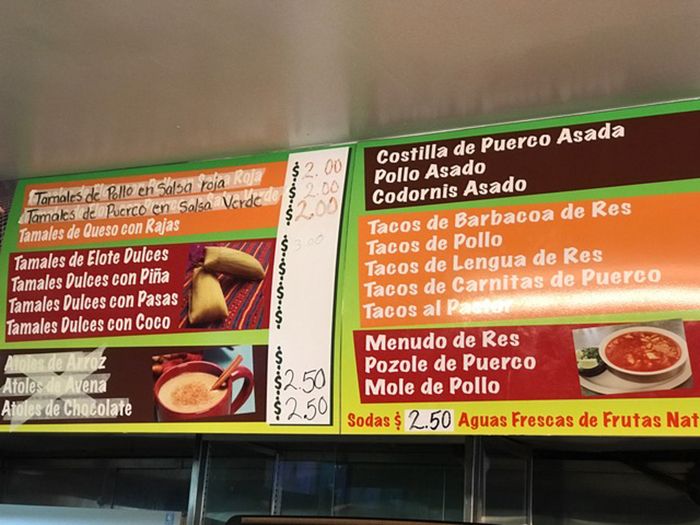 Tamales de Pollo en Salsa roja $ 2.00
Tamales de Puerco en Salsa Verde $ 2.00
Tamales de Queso con Rajas $ 2.00
Tamales de Elote Dulces $ 3.00
Tamales Dulces con Piña $
Tamales Dulces con Pasas $
Tamales Dulces con Coco $
Atoles de Arroz $
Atoles de Avena $ 2.50
Atoles de Chocolate $ 2.50
Costilla de Puerco Asada
Pollo Asado
Codornis Asado
Tacos de Barbacoa de Res
Tacos de Pollo
Tacos de Lengua de Res
Tacos de Carnitas de Puerco
Tacos al Pastor
Menudo de Res
Pozole de Puerco
Mole de Pollo
Sodas $ 2.50 Aguas Frescas de Frutas Nat